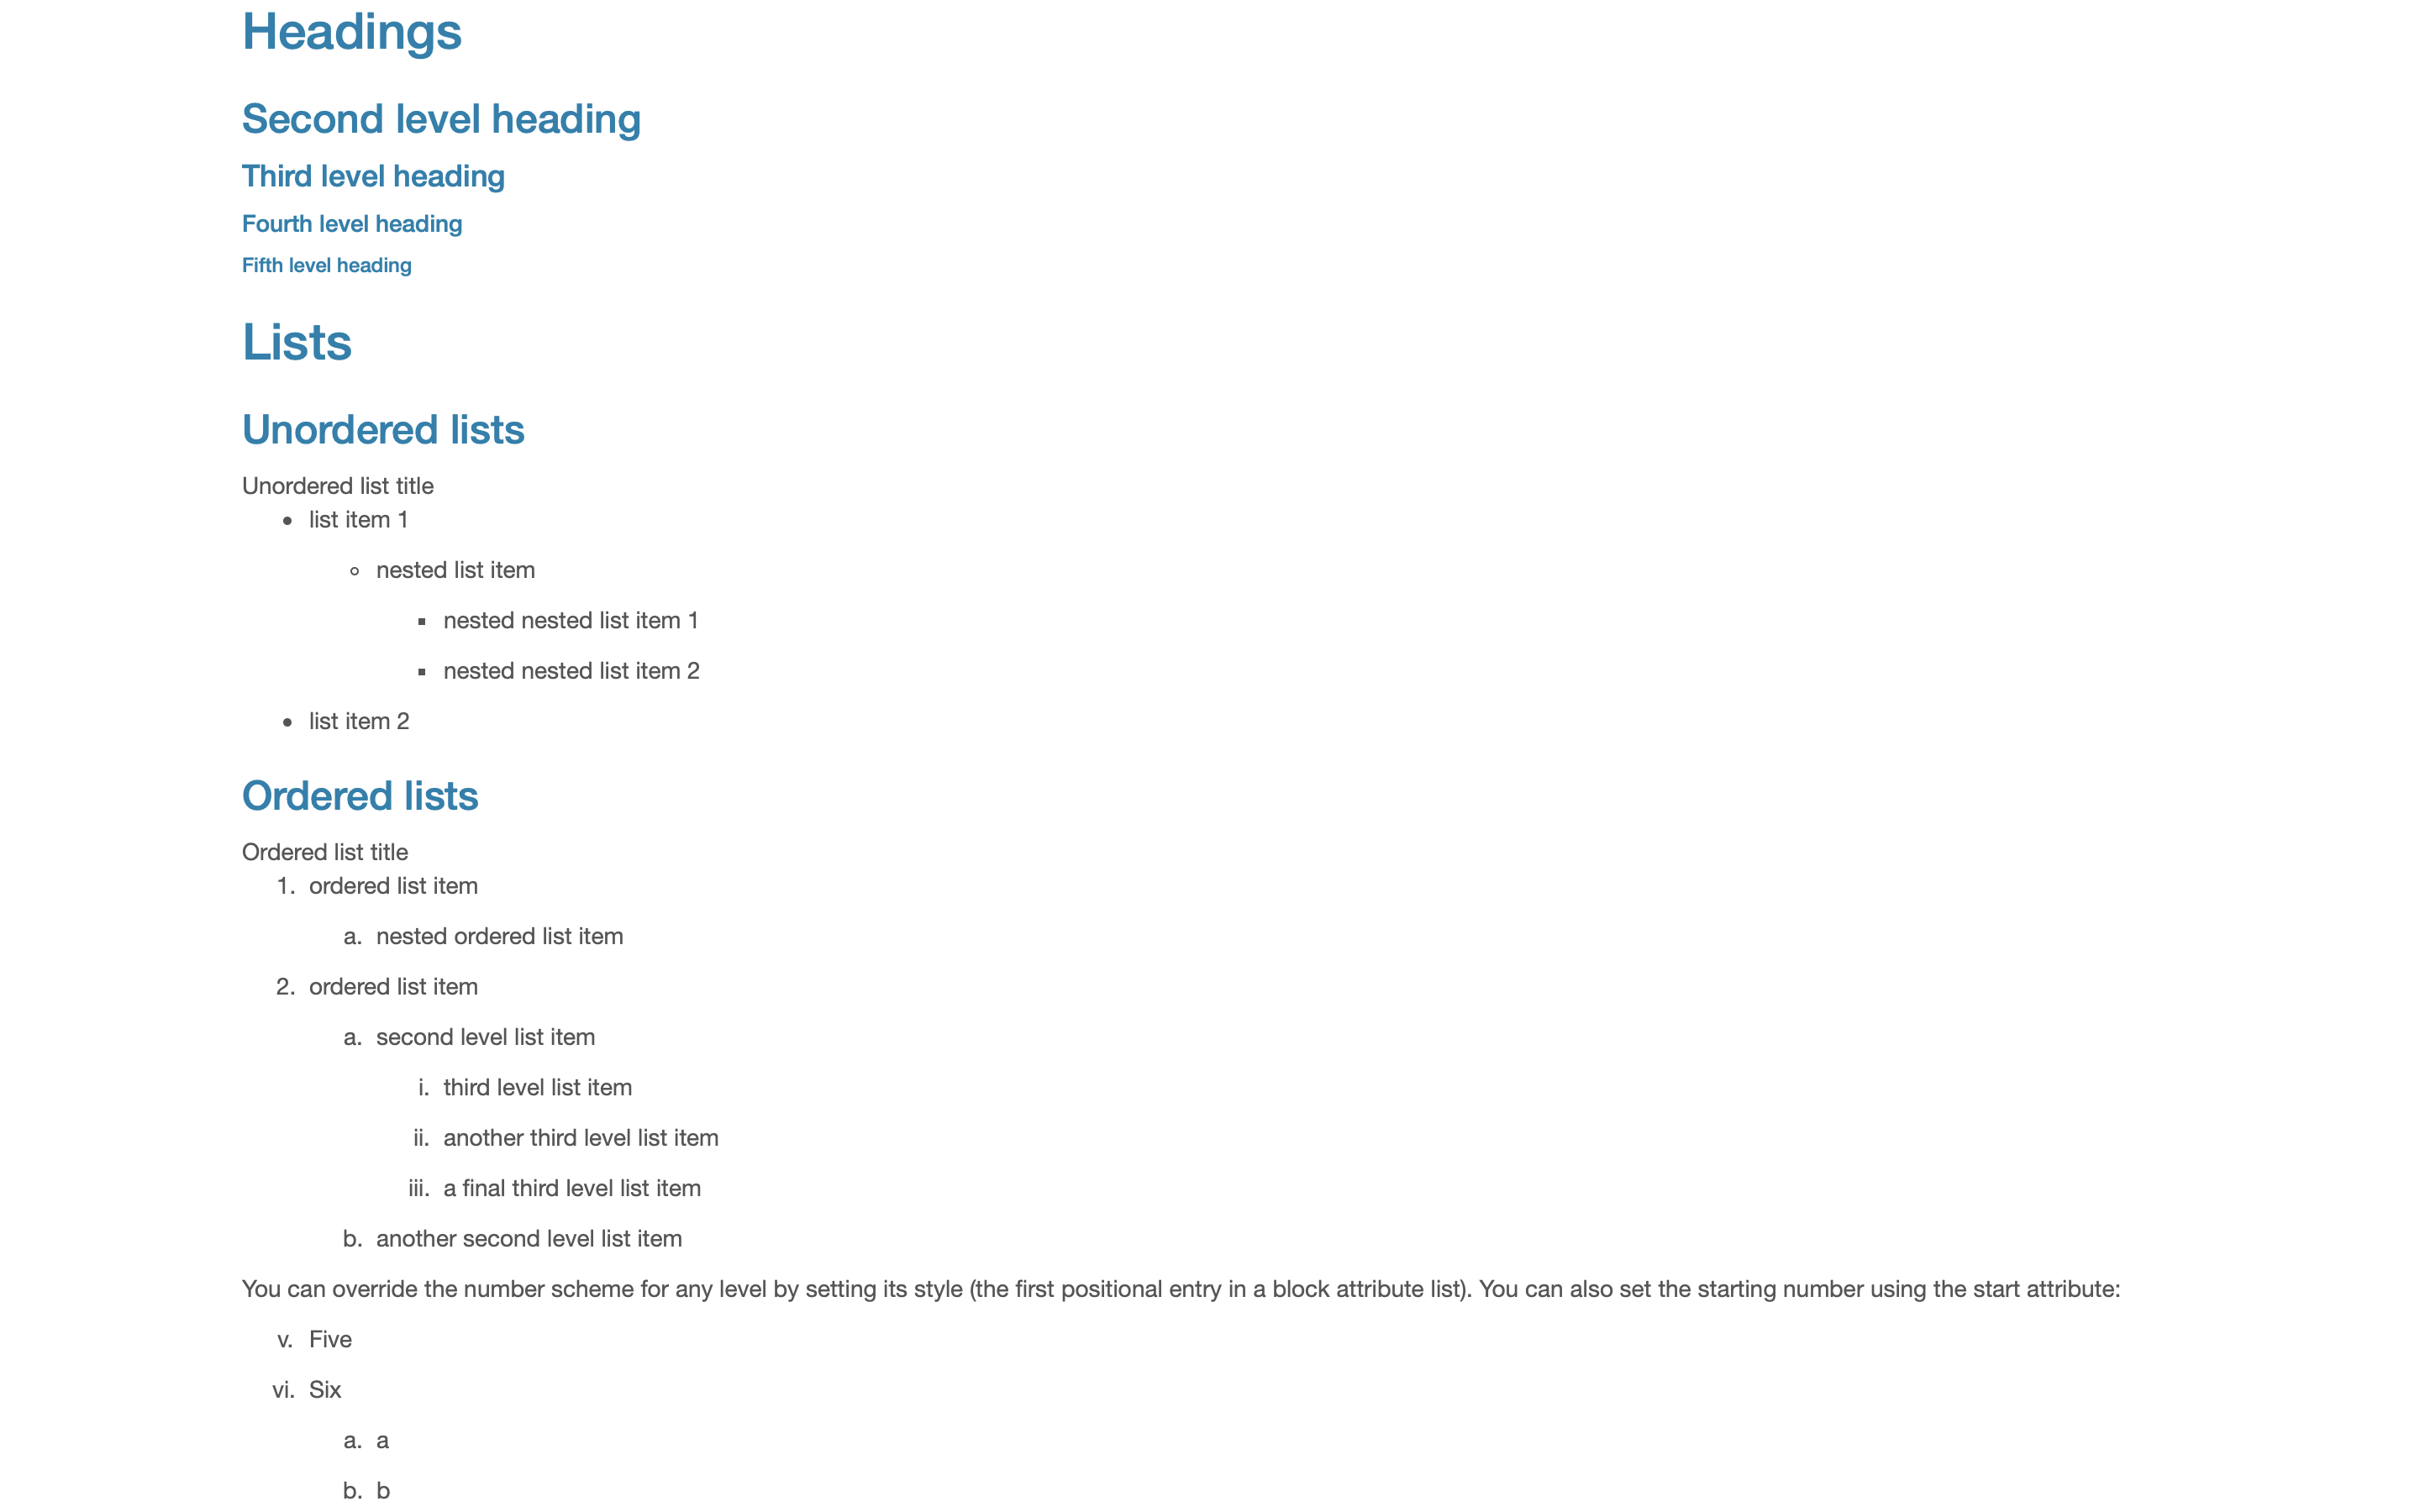 Headings
Second level heading
Third level heading
Fourth level heading
Fifth level heading
Lists
Unordered lists
Unordered list title
• list item 1
◦ nested list item
▪ nested nested list item 1
▪ nested nested list item 2
• list item 2
Ordered lists
Ordered list title
1. ordered list item
a. nested ordered list item
2. ordered list item
a. second level list item
i. third level list item
ii. another third level list item
iii. a final third level list item
b. another second level list item
You can override the number scheme for any level by setting its style (the first positional entry in a block attribute list). You can also set the starting number using the start attribute:
v. Five
vi. Six
a. a
b. b